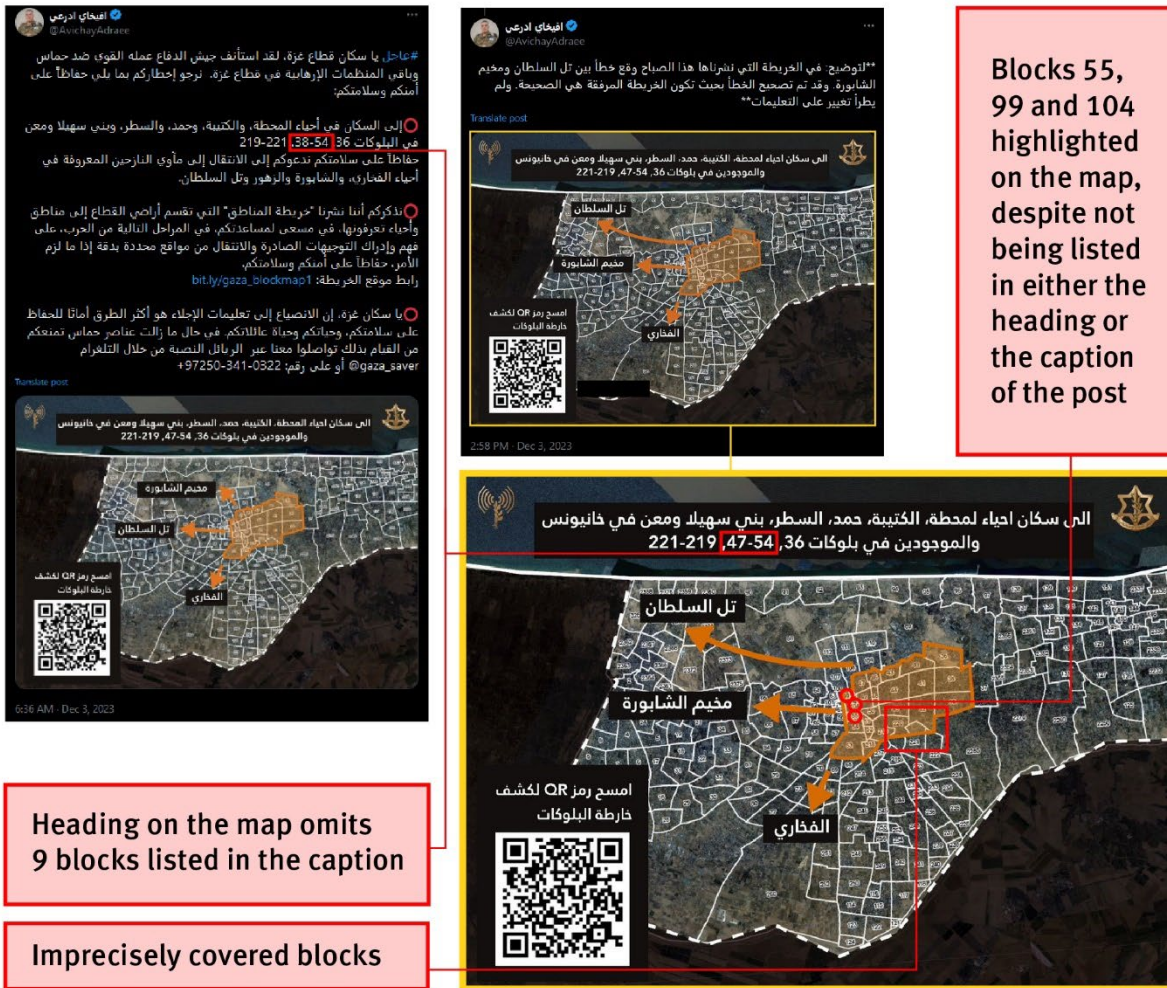 افيخاي ادرعي
@AvichayAdraee
#عاجل يا سكان قطاع غزة، لقد استأنف جيش الدفاع عمله القوي ضد حماس
وباقي المنظمات الإرهابية في قطاع غزة. نرجو إخطاركم بما يلي حفاظاً على
أمنكم وسلامتكم:
⭕إلى السكان في أحياء المحطة، والكتيبة، وحمد، والسطر، وبني سهيلا ومعن
في البلوكات 36, 38-54, 219-221
حفاظاً على سلامتكم ندعوكم إلى الانتقال إلى مآوي النازحين المعروفة في
أحياء الفخاري، والشابورة والزهور وتل السلطان.
⭕نذكركم أننا نشرنا "خريطة المناطق" التي تقسم أراضي القطاع إلى مناطق
وأحياء تعرفونها، في مسعى لمساعدتكم، في المراحل التالية من الحرب، على
فهم وإدراك التوجيهات الصادرة والانتقال من مواقع محددة بدقة إذا ما لزم
الأمر، حفاظاً على أمنكم وسلامتكم.
رابط موقع الخريطة: bit.ly/gaza_blockmap1
⭕يا سكان غزة، إن الانصياع إلى تعليمات الإجلاء هو أكثر الطرق أمانًا للحفاظ
على سلامتكم، وحياتكم وحياة عائلاتكم. في حال ما زالت عناصر حماس تمنعكم
من القيام بذلك تواصلوا معنا عبر الرسائل النصية من خلال التلغرام
@gaza_saver أو على رقم: +97250-341-0322
Translate post
الى سكان احياء المحطة، الكتيبة، حمد، السطر، بني سهيلا ومعن في خانيونس
والموجودين في بلوكات 36, 47-54, 219-221
مخيم الشابورة
تل السلطان
الفخاري
امسح رمز QR لكشف
خارطة البلوكات
6:36 AM · Dec 3, 2023
افيخاي ادرعي
@AvichayAdraee
**لتوضيح: في الخريطة التي نشرناها هذا الصباح وقع خطأ بين تل السلطان ومخيم
الشابورة. وقد تم تصحيح الخطأ بحيث تكون الخريطة المرفقة هي الصحيحة. ولم
يطرأ تغيير على التعليمات**
Translate post
الى سكان احياء لمحطة، الكتيبة، حمد، السطر، بني سهيلا ومعن في خانيونس
والموجودين في بلوكات 36, 47-54, 219-221
تل السلطان
مخيم الشابورة
الفخاري
امسح رمز QR لكشف
خارطة البلوكات
2:58 PM · Dec 3, 2023
Blocks 55,
99 and 104
highlighted
on the map,
despite not
being listed
in either the
heading or
the caption
of the post
الى سكان احياء لمحطة، الكتيبة، حمد، السطر، بني سهيلا ومعن في خانيونس
والموجودين في بلوكات 36, 47-54, 219-221
تل السلطان
مخيم الشابورة
الفخاري
امسح رمز QR لكشف
خارطة البلوكات
Heading on the map omits
9 blocks listed in the caption
Imprecisely covered blocks